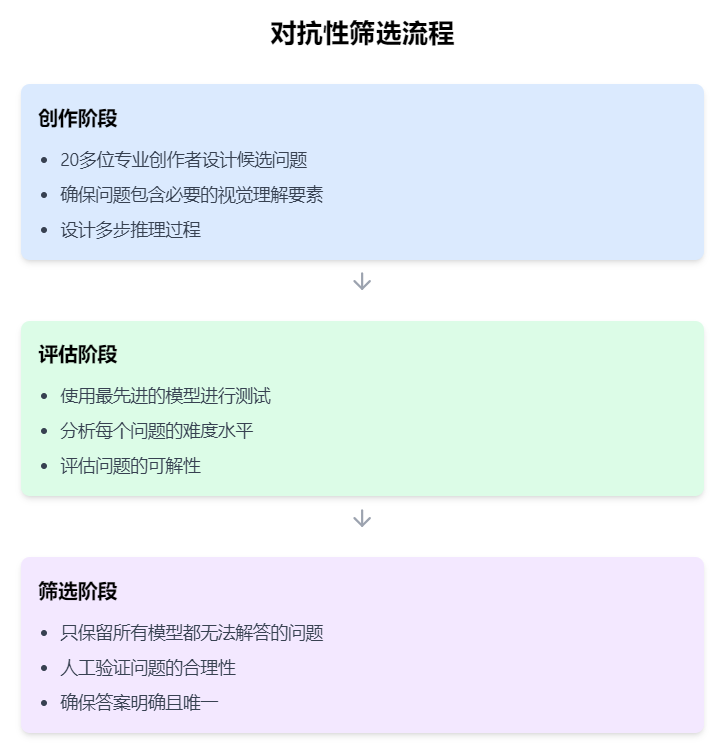 对抗性筛选流程
创作阶段
• 20多位专业创作者设计候选问题
• 确保问题包含必要的视觉理解要素
• 设计多步推理过程
评估阶段
• 使用最先进的模型进行测试
• 分析每个问题的难度水平
• 评估问题的可解性
筛选阶段
• 只保留所有模型都无法解答的问题
• 人工验证问题的合理性
• 确保答案明确且唯一